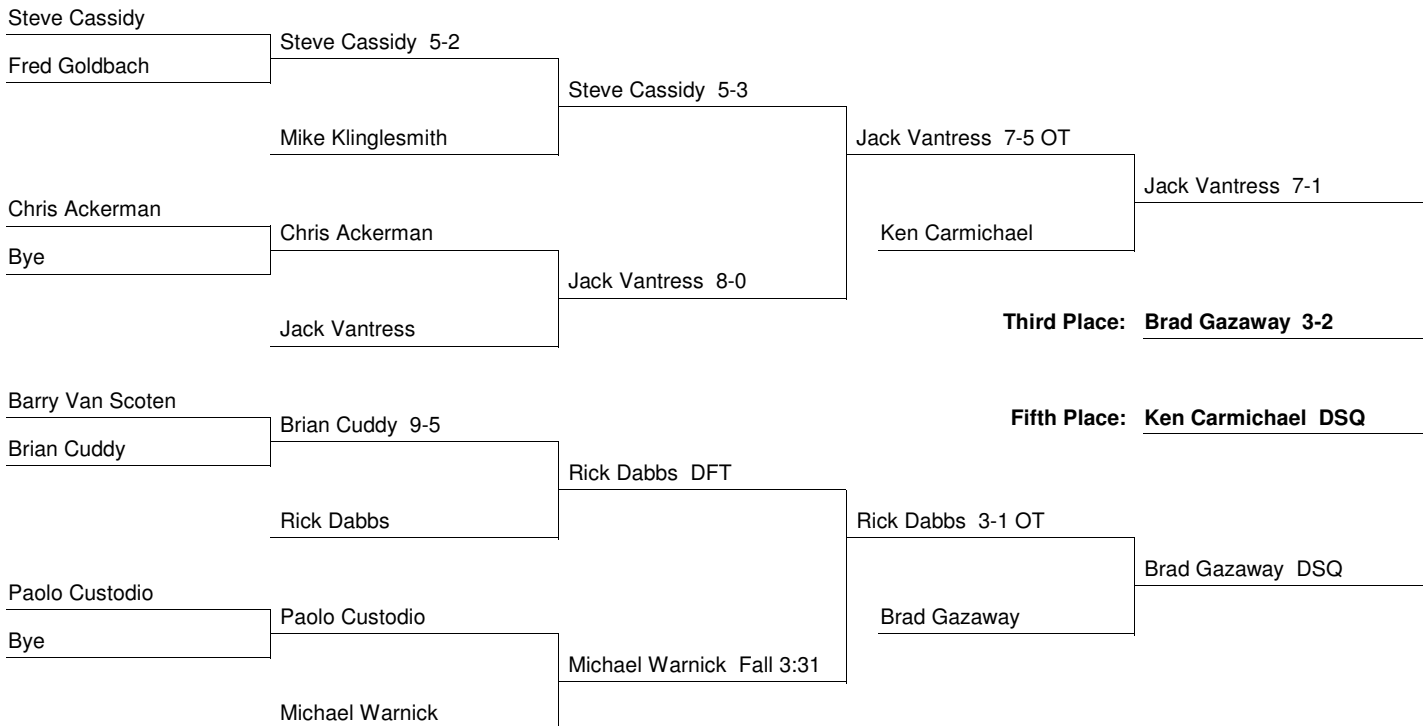 Steve Cassidy
Steve Cassidy 5-2
Fred Goldbach
Steve Cassidy 5-3
Mike Klinglesmith
Jack Vantress 7-5 OT
Jack Vantress 7-1
Chris Ackerman
Chris Ackerman
Ken Carmichael
Bye
Jack Vantress 8-0
Jack Vantress
Third Place: Brad Gazaway 3-2
Barry Van Scoten
Brian Cuddy 9-5
Fifth Place: Ken Carmichael DSQ
Brian Cuddy
Rick Dabbs DFT
Rick Dabbs
Rick Dabbs 3-1 OT
Brad Gazaway DSQ
Paolo Custodio
Paolo Custodio
Brad Gazaway
Bye
Michael Warnick Fall 3:31
Michael Warnick